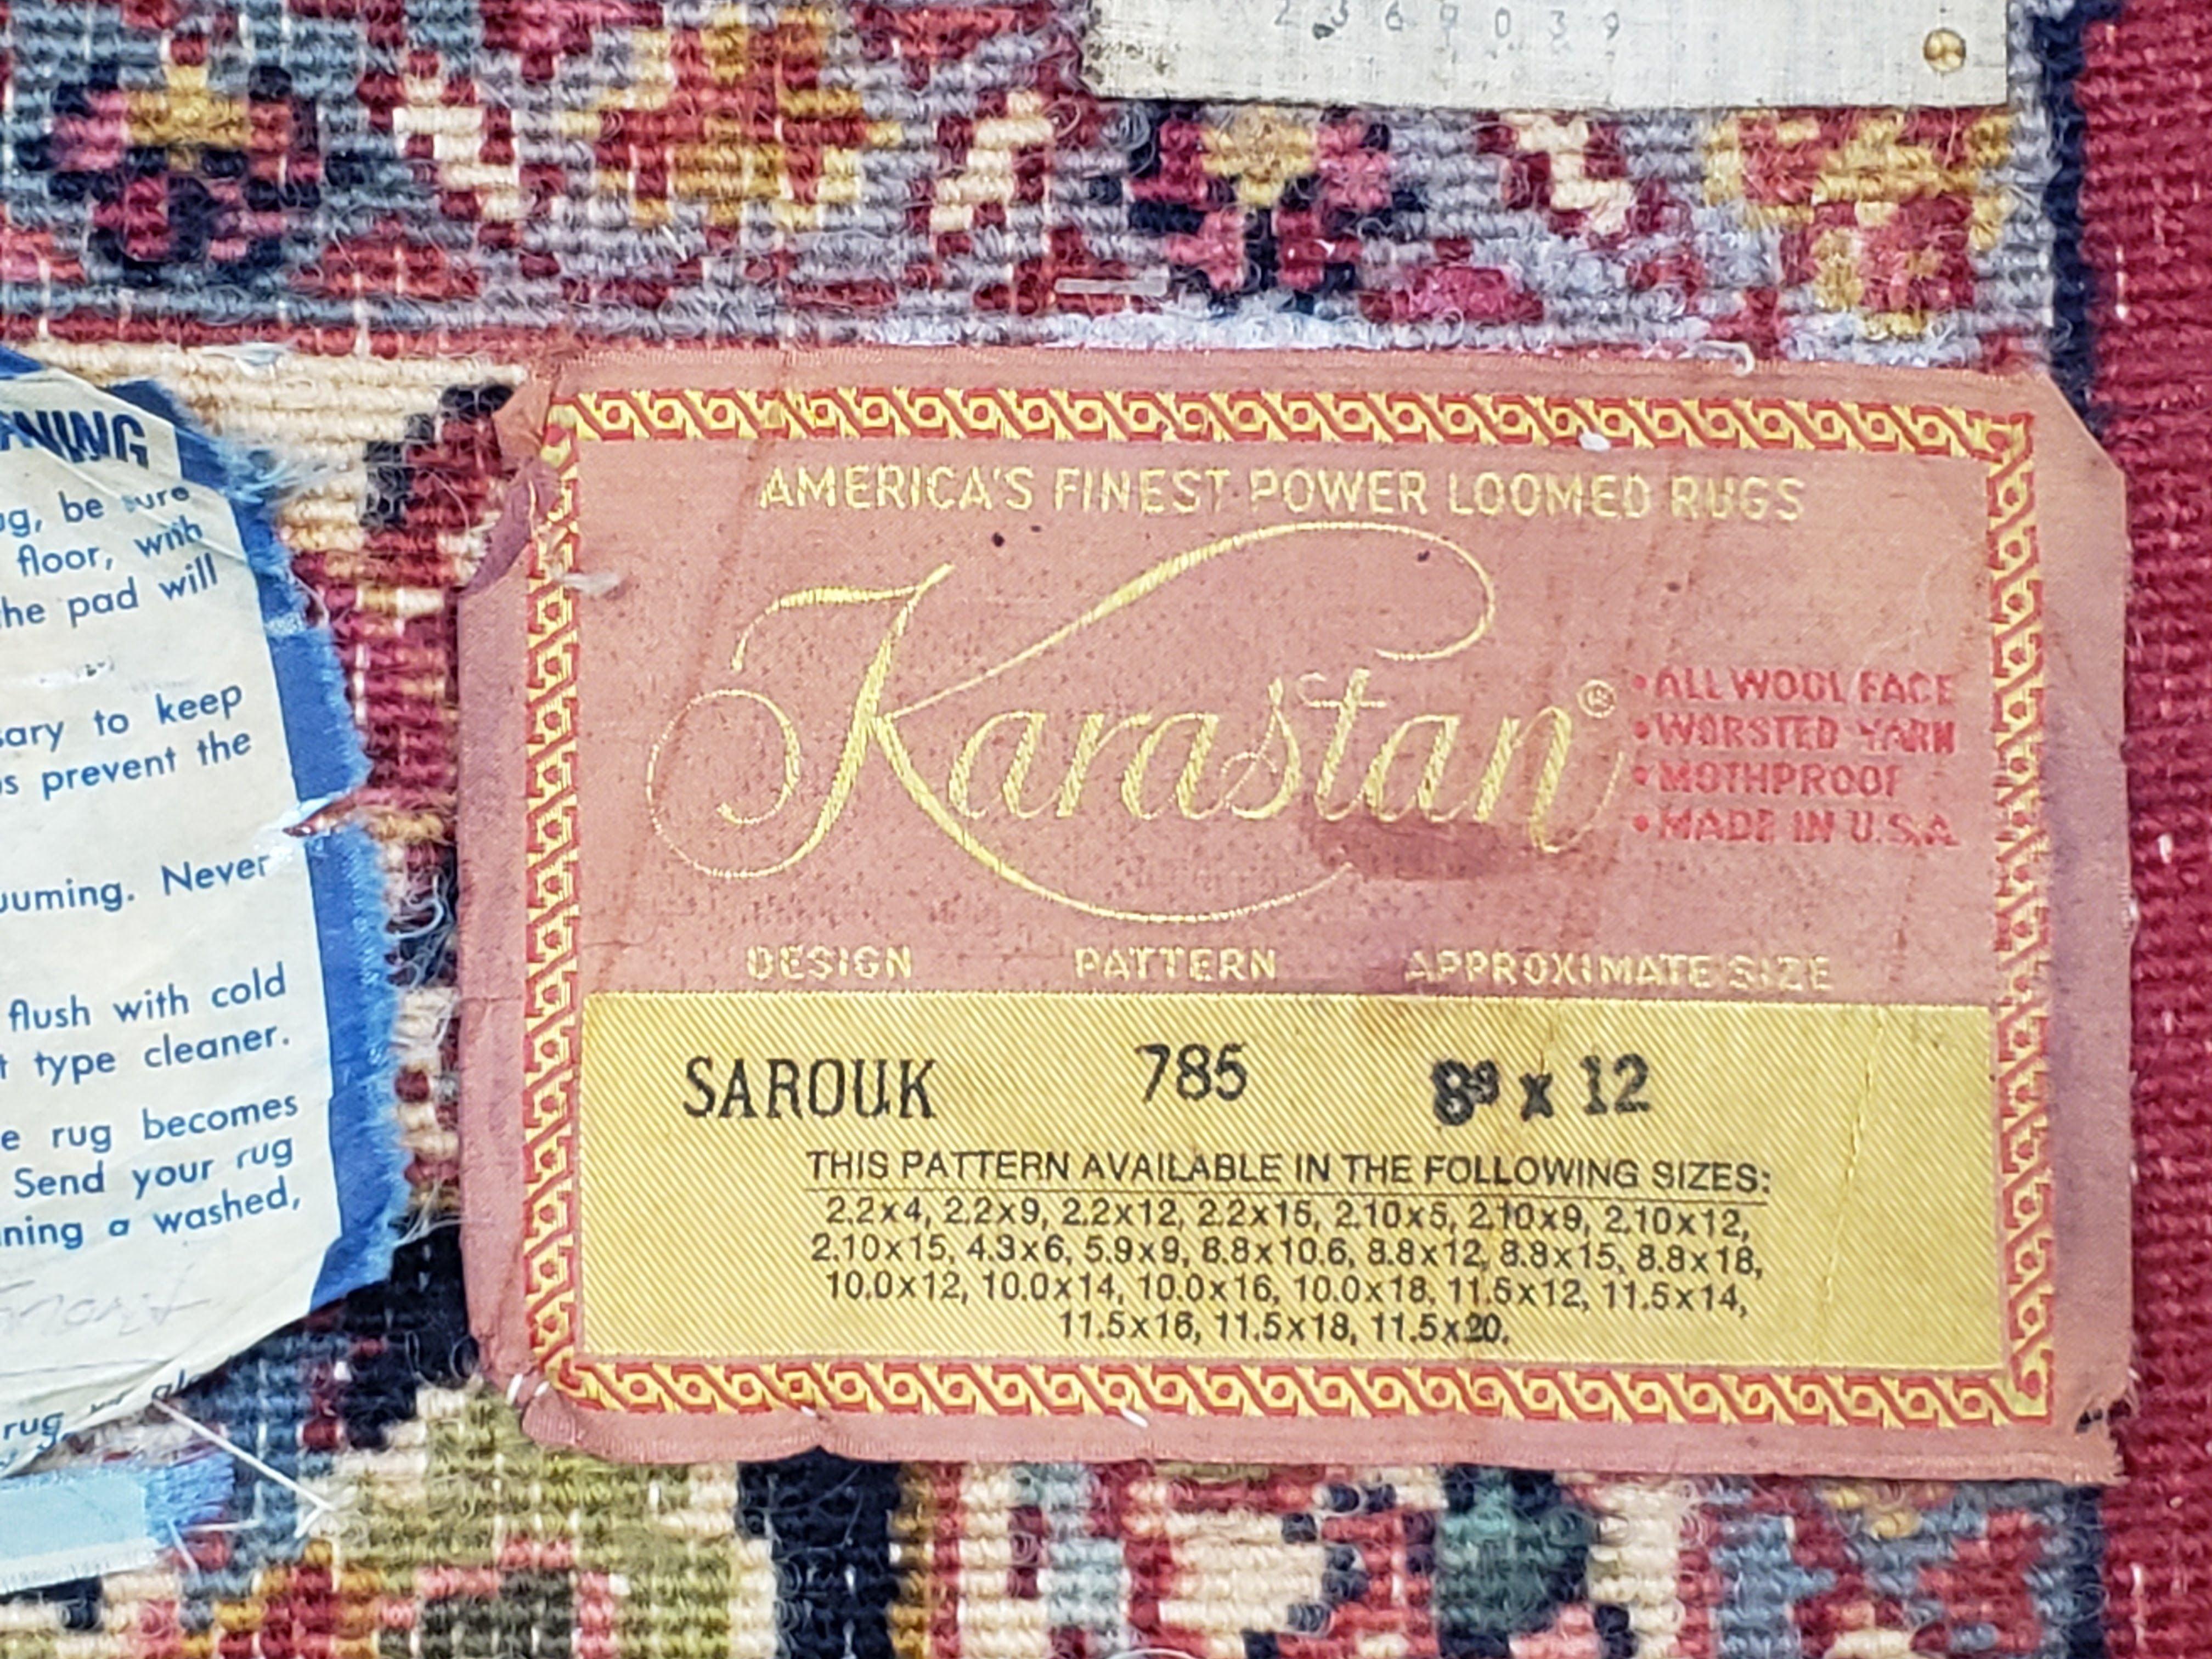 2569039
AMERICA'S FINEST POWER LOOMED RUGS
Karastan®
•ALL WOOL FACE
•WORSTED YARN
•MOTHPROOF
•MADE IN U.S.A.
DESIGN PATTERN APPROXIMATE SIZE
SAROUK 785 8⁹ x 12
THIS PATTERN AVAILABLE IN THE FOLLOWING SIZES:
2.2x4, 2.2x9, 2.2x12, 2.2x15, 2.10x5, 2.10x9, 2.10x12,
2.10x15, 4.3x6, 5.9x9, 8.8x10.6, 8.8x12, 8.8x15, 8.8x18,
10.0x12, 10.0x14, 10.0x16, 10.0x18, 11.5x12, 11.5x14,
11.5x16, 11.5x18, 11.5x20.
NING
ug, be sure
floor, with
he pad will
sary to keep
s prevent the
uuming. Never
flush with cold
t type cleaner.
e rug becomes
Send your rug
ning a washed,
rug